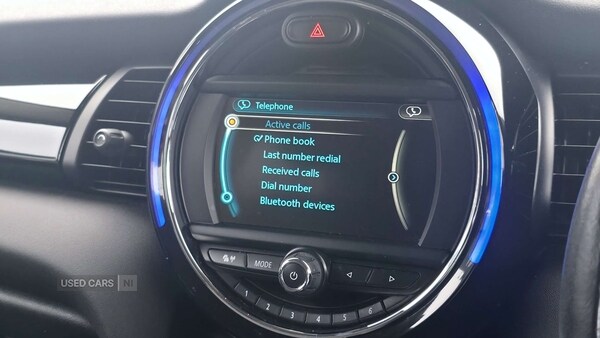 Telephone
Active calls
Phone book
Last number redial
Received calls
Dial number
Bluetooth devices
MODE
1 2 3 4 5 6
USED CARS NI